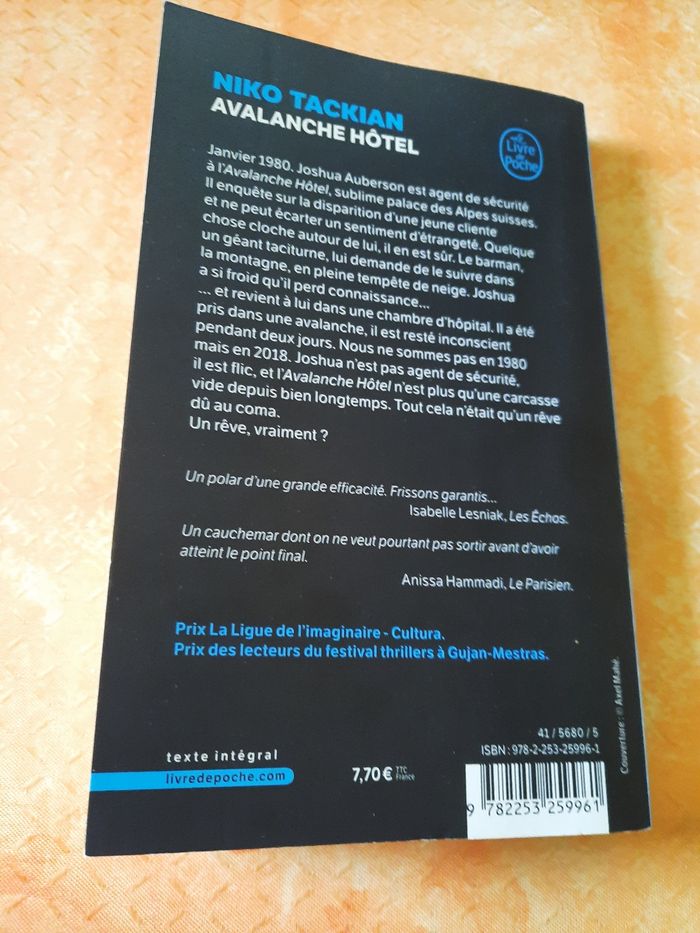 NIKO TACKIAN
AVALANCHE HÔTEL
Le
Livre
de
Poche
Janvier 1980. Joshua Auberson est agent de sécurité
à l'Avalanche Hôtel, sublime palace des Alpes suisses.
Il enquête sur la disparition d'une jeune cliente
et ne peut écarter un sentiment d'étrangeté. Quelque
chose cloche autour de lui, il en est sûr. Le barman,
un géant taciturne, lui demande de le suivre dans
la montagne, en pleine tempête de neige. Joshua
a si froid qu'il perd connaissance...
... et revient à lui dans une chambre d'hôpital. Il a été
pris dans une avalanche, il est resté inconscient
pendant deux jours. Nous ne sommes pas en 1980
mais en 2018. Joshua n'est pas agent de sécurité,
il est flic, et l'Avalanche Hôtel n'est plus qu'une carcasse
vide depuis bien longtemps. Tout cela n'était qu'un rêve
dû au coma.
Un rêve, vraiment ?
Un polar d'une grande efficacité. Frissons garantis...
Isabelle Lesniak, Les Échos.
Un cauchemar dont on ne veut pourtant pas sortir avant d'avoir
atteint le point final.
Anissa Hammadi, Le Parisien.
Prix La Ligue de l'imaginaire - Cultura.
Prix des lecteurs du festival thrillers à Gujan-Mestras.
Couverture : © Axel Mahé.
texte intégral
livredepoche.com
7,70 € TTC
France
41 / 5680 / 5
ISBN : 978-2-253-25996-1
9 782253 259961